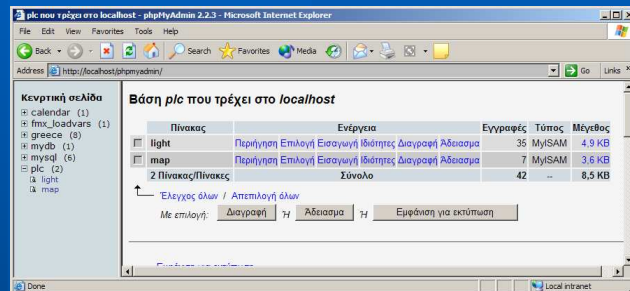 plc που τρέχει στο localhost - phpMyAdmin 2.2.3 - Microsoft Internet Explorer
File Edit View Favorites Tools Help
Back Search Favorites Media
Address http://localhost/phpmyadmin/ Go Links
Κεντρική σελίδα
calendar (1)
fmx_loadvars (1)
greece (8)
mydb (1)
mysql (6)
plc (2)
light
map
Βάση plc που τρέχει στο localhost
Πίνακας Ενέργεια Εγγραφές Τύπος Μέγεθος
light Περιήγηση Επιλογή Εισαγωγή Ιδιότητες Διαγραφή Άδειασμα 35 MyISAM 4,9 KB
map Περιήγηση Επιλογή Εισαγωγή Ιδιότητες Διαγραφή Άδειασμα 7 MyISAM 3,6 KB
2 Πίνακας/Πίνακες Σύνολο 42 -- 8,5 KB
Έλεγχος όλων / Απεπιλογή όλων
Με επιλογή: Διαγραφή Ή Άδειασμα Ή Εμφάνιση για εκτύπωση
Done Local intranet